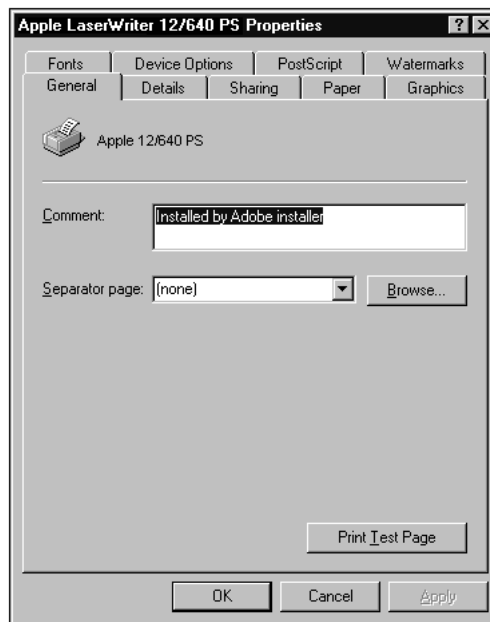 Apple LaserWriter 12/640 PS Properties ? ×
Fonts Device Options PostScript Watermarks
General Details Sharing Paper Graphics
Apple 12/640 PS
Comment: Installed by Adobe installer
Separator page: (none) Browse...
Print Test Page
OK Cancel Apply